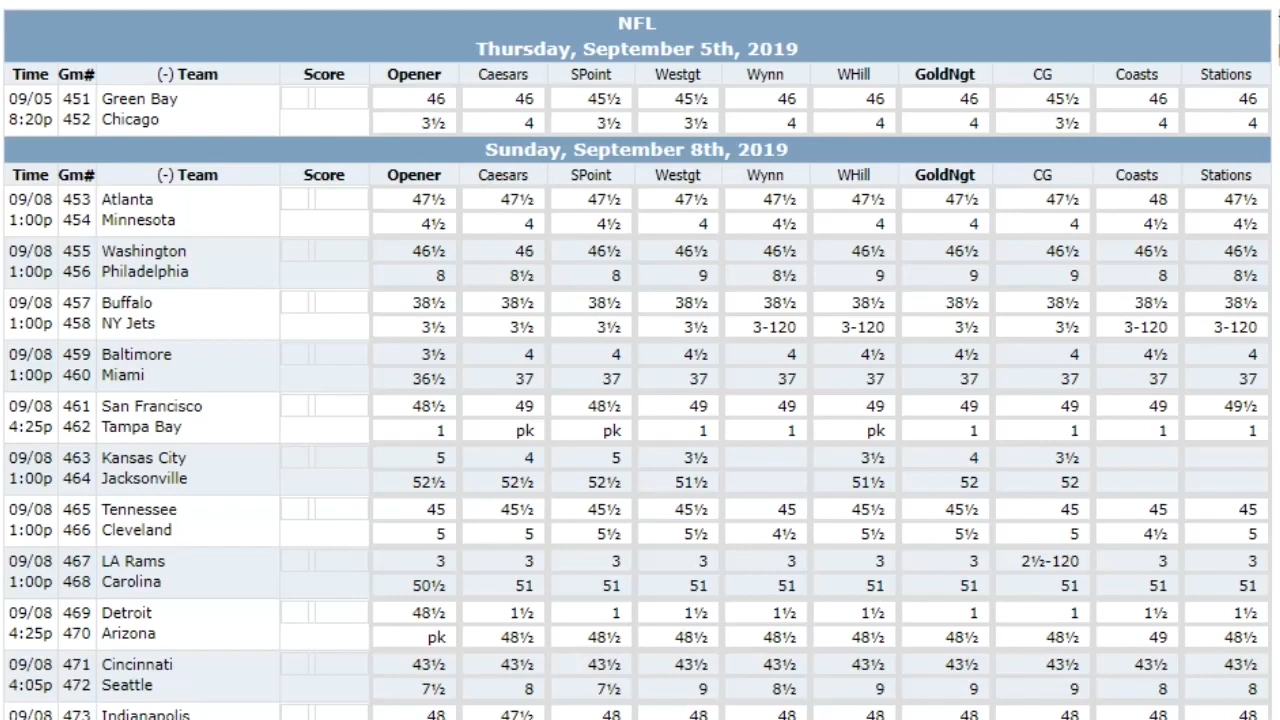 NFL
Thursday, September 5th, 2019
Time Gm# (-) Team Score Opener Caesars SPoint Westgt Wynn WHill GoldNgt CG Coasts Stations
09/05 451 Green Bay 46 46 45½ 45½ 46 46 46 45½ 46 46
8:20p 452 Chicago 3½ 4 3½ 3½ 4 4 4 3½ 4 4
Sunday, September 8th, 2019
Time Gm# (-) Team Score Opener Caesars SPoint Westgt Wynn WHill GoldNgt CG Coasts Stations
09/08 453 Atlanta 47½ 47½ 47½ 47½ 47½ 47½ 47½ 47½ 48 47½
1:00p 454 Minnesota 4½ 4 4½ 4 4½ 4 4 4 4½ 4½
09/08 455 Washington 46½ 46 46½ 46½ 46½ 46½ 46½ 46½ 46½ 46½
1:00p 456 Philadelphia 8 8½ 8 9 8½ 9 9 9 8 8½
09/08 457 Buffalo 38½ 38½ 38½ 38½ 38½ 38½ 38½ 38½ 38½ 38½
1:00p 458 NY Jets 3½ 3½ 3½ 3½ 3-120 3-120 3½ 3½ 3-120 3-120
09/08 459 Baltimore 3½ 4 4 4½ 4 4½ 4½ 4 4½ 4
1:00p 460 Miami 36½ 37 37 37 37 37 37 37 37 37
09/08 461 San Francisco 48½ 49 48½ 49 49 49 49 49 49 49½
4:25p 462 Tampa Bay 1 pk pk 1 1 pk 1 1 1 1
09/08 463 Kansas City 5 4 5 3½ 3½ 4 3½
1:00p 464 Jacksonville 52½ 52½ 52½ 51½ 51½ 52 52
09/08 465 Tennessee 45 45½ 45½ 45½ 45 45½ 45½ 45 45 45
1:00p 466 Cleveland 5 5 5½ 5½ 4½ 5½ 5½ 5 4½ 5
09/08 467 LA Rams 3 3 3 3 3 3 3 2½-120 3 3
1:00p 468 Carolina 50½ 51 51 51 51 51 51 51 51 51
09/08 469 Detroit 48½ 1½ 1 1½ 1½ 1½ 1 1 1½ 1½
4:25p 470 Arizona pk 48½ 48½ 48½ 48½ 48½ 48½ 48½ 49 48½
09/08 471 Cincinnati 43½ 43½ 43½ 43½ 43½ 43½ 43½ 43½ 43½ 43½
4:05p 472 Seattle 7½ 8 7½ 9 8½ 9 9 9 8 8
09/08 473 Indianapolis 48 47½ 48 48 48 48 48 48 48 48